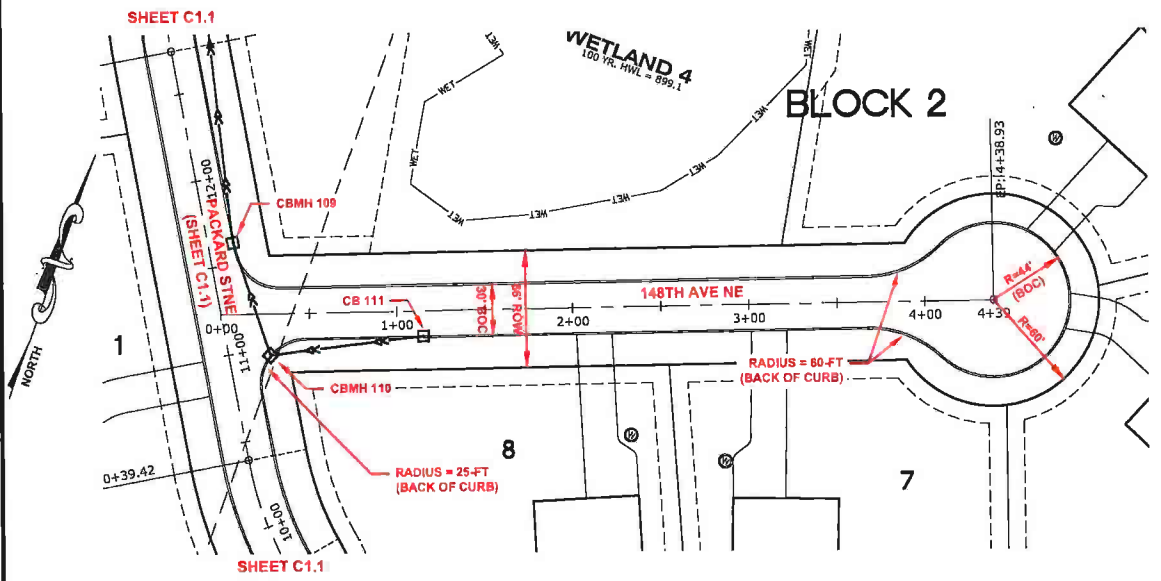 SHEET C1.1
WETLAND 4
100 YR. HWL = 899.1
WET
WET
WET
WET
WET
WET
WET
WET
WET
WET
BLOCK 2
EP: 4+38.93
W
12+00
CBMH 109
PACKARD STNE
(SHEET C1.1)
CB 111
30' BOC
66' ROW
148TH AVE NE
R=44'
(BOC)
R=60'
0+00
1+00
2+00
3+00
4+00
4+39
11+00
1
NORTH
CBMH 110
RADIUS = 60-FT
(BACK OF CURB)
8
W
W
7
RADIUS = 25-FT
(BACK OF CURB)
0+39.42
10+00
SHEET C1.1